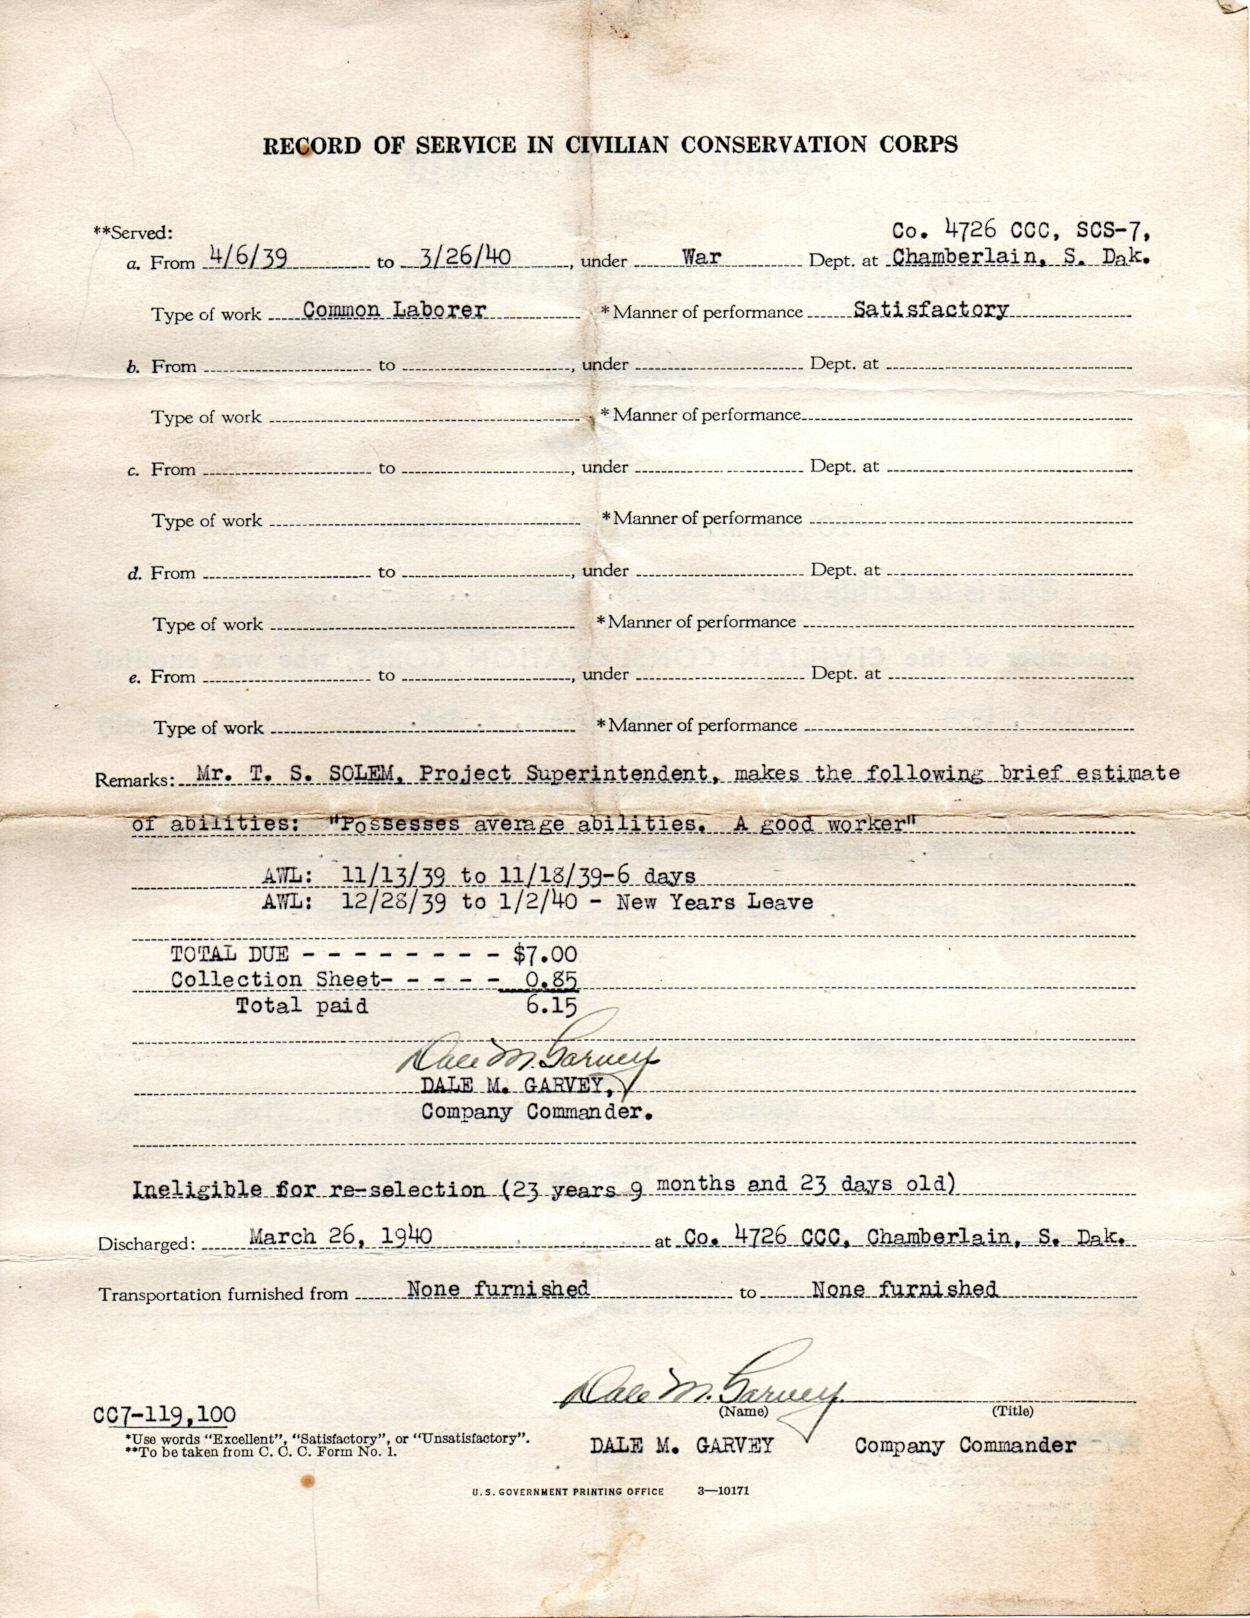 RECORD OF SERVICE IN CIVILIAN CONSERVATION CORPS
**Served:
Co. 4726 CCC, SCS-7,
a. From 4/6/39 to 3/26/40, under War Dept. at Chamberlain, S. Dak.
Type of work Common Laborer *Manner of performance Satisfactory
b. From to , under Dept. at
Type of work *Manner of performance
c. From to , under Dept. at
Type of work *Manner of performance
d. From to , under Dept. at
Type of work *Manner of performance
e. From to , under Dept. at
Type of work *Manner of performance
Remarks: Mr. T. S. SOLEM, Project Superintendent, makes the following brief estimate
of abilities: "Possesses average abilities. A good worker"
AWL: 11/13/39 to 11/18/39-6 days
AWL: 12/28/39 to 1/2/40 - New Years Leave
TOTAL DUE - - - - - - - - $7.00
Collection Sheet- - - - - 0.85
Total paid 6.15
Dale M. Garvey
DALE M. GARVEY,
Company Commander.
Ineligible for re-selection (23 years 9 months and 23 days old)
Discharged: March 26, 1940 at Co. 4726 CCC, Chamberlain, S. Dak.
Transportation furnished from None furnished to None furnished
Dale M. Garvey
(Name) (Title)
CC7-119,100
*Use words "Excellent", "Satisfactory", or "Unsatisfactory".
DALE M. GARVEY Company Commander
**To be taken from C. C. C. Form No. 1.
U.S. GOVERNMENT PRINTING OFFICE 3—10171